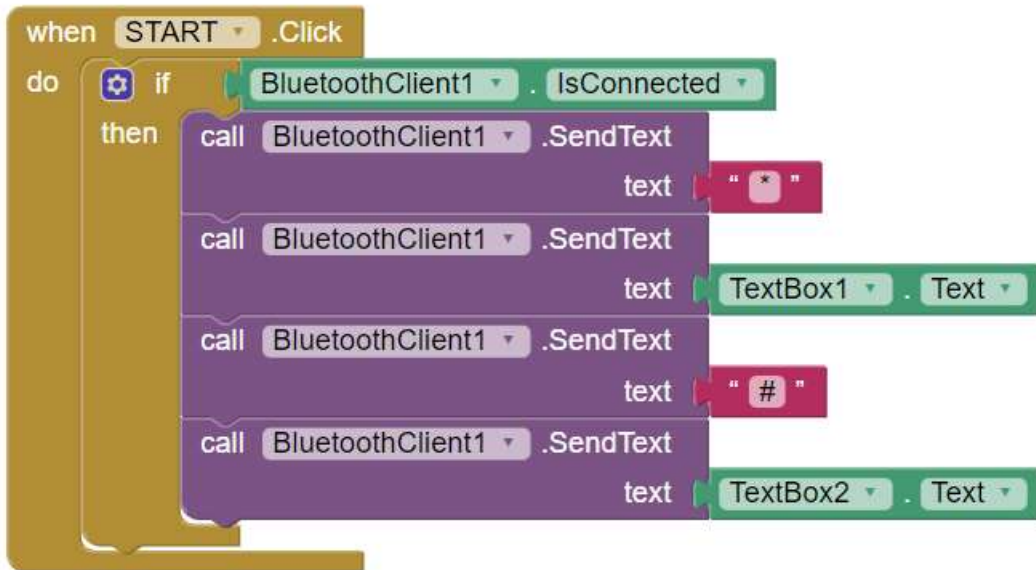 when START .Click
do if BluetoothClient1 . IsConnected
then call BluetoothClient1 .SendText
text " * "
call BluetoothClient1 .SendText
text TextBox1 . Text
call BluetoothClient1 .SendText
text " # "
call BluetoothClient1 .SendText
text TextBox2 . Text